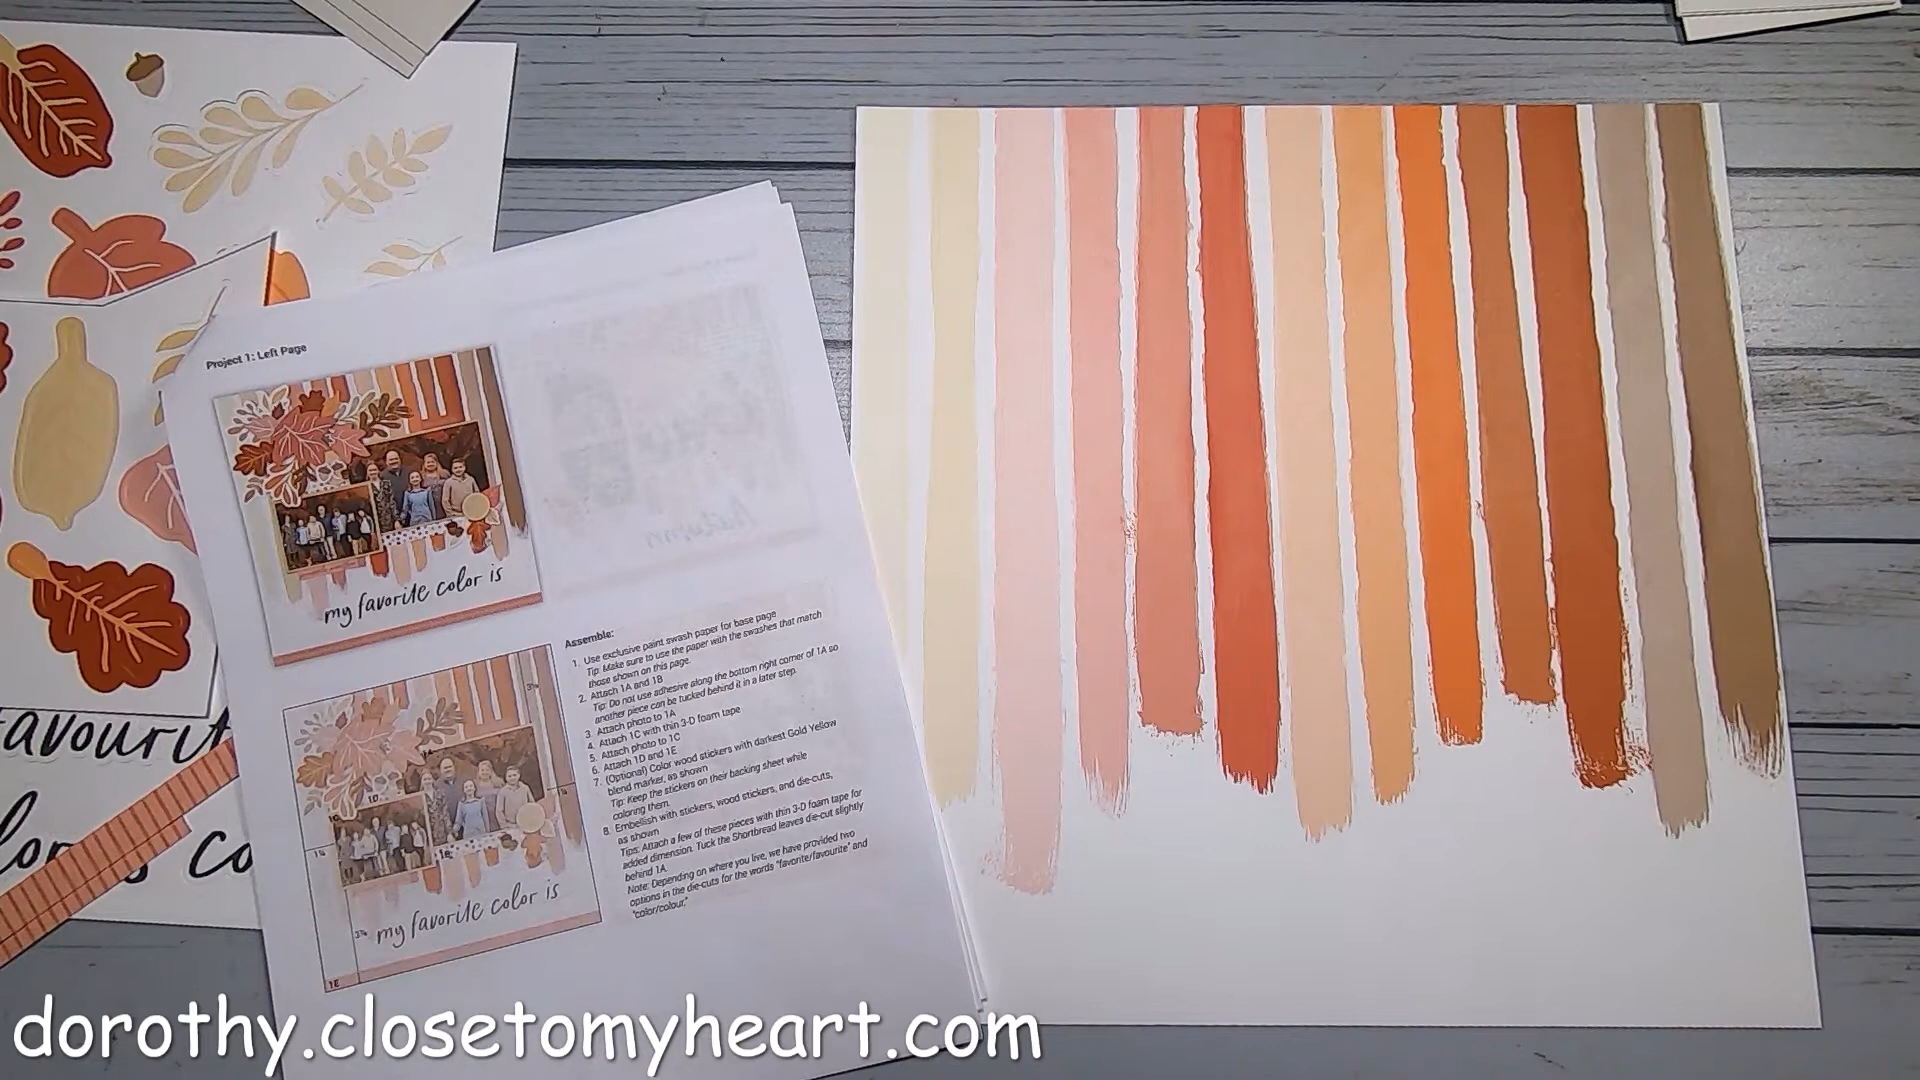 Project 1: Left Page
my favorite color is
Assemble:
1. Use exclusive paint swash paper for base page
Tip: Make sure to use the paper with the swashes that match
those shown on this page.
2. Attach 1A and 1B
Tip: Do not use adhesive along the bottom right corner of 1A so
another piece can be tucked behind it in a later step.
3. Attach photo to 1A
4. Attach 1C with thin 3-D foam tape
5. Attach photo to 1C
6. Attach 1D and 1E
7. (Optional) Color wood stickers with darkest Gold Yellow
blend marker, as shown
Tip: Keep the stickers on their backing sheet while
coloring them.
8. Embellish with stickers, wood stickers, and die-cuts,
as shown
Tips: Attach a few of these pieces with thin 3-D foam tape for
added dimension. Tuck the Shortbread leaves die-cut slightly
behind 1A.
Note: Depending on where you live, we have provided two
options in the die-cuts for the words "favorite/favourite" and
"color/colour."
my favorite color is
1E
avourit
co
dorothy.closetomyheart.com